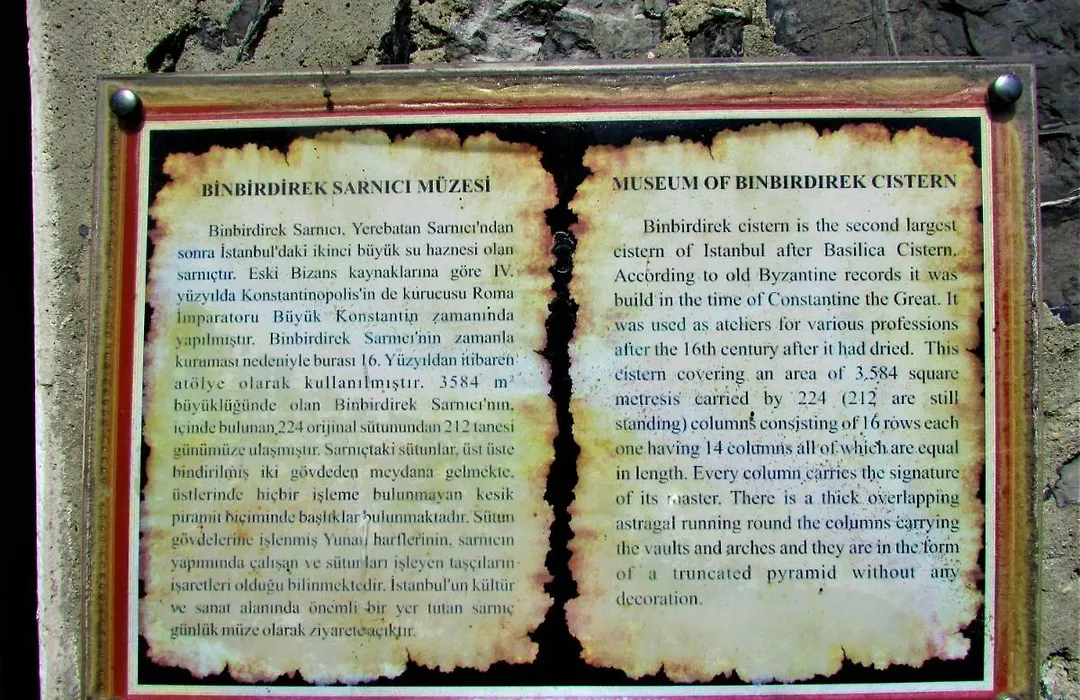 BİNBİRDİREK SARNICI MÜZESİ
Binbirdirek Sarnıcı, Yerebatan Sarnıcı'ndan
sonra İstanbul'daki ikinci büyük su haznesi olan
sarnıçtır. Eski Bizans kaynaklarına göre IV.
yüzyılda Konstantinopolis'in de kurucusu Roma
İmparatoru Büyük Konstantin zamanında
yapılmıştır. Binbirdirek Sarnıcı'nin zamanla
kuruması nedeniyle burası 16. Yüzyıldan itibaren
atölye olarak kullanılmıştır. 3584 m²
büyüklüğünde olan Binbirdirek Sarnıcı'nın,
içinde bulunan 224 orijinal sütunundan 212 tanesi
günümüze ulaşmıştır. Sarnıçtaki sütunlar, üst üste
bindirilmiş iki gövdeden meydana gelmekte,
üstlerinde hiçbir işleme bulunmayan kesik
piramit biçiminde başlıklar bulunmaktadır. Sütun
gövdelerine işlenmiş Yunan harflerinin, sarnıcın
yapımında çalışan ve sütunları işleyen taşçıların
işaretleri olduğu bilinmektedir. İstanbul'un kültür
ve sanat alanında önemli bir yer tutan sarnıç
günlük müze olarak ziyarete açıktır.
MUSEUM OF BINBIRDIREK CISTERN
Binbirdirek cistern is the second largest
cistern of Istanbul after Basilica Cistern.
According to old Byzantine records it was
build in the time of Constantine the Great. It
was used as ateliers for various professions
after the 16th century after it had dried. This
cistern covering an area of 3.584 square
metresis carried by 224 (212 are still
standing) columns consisting of 16 rows each
one having 14 columns all of which are equal
in length. Every column carries the signature
of its master. There is a thick overlapping
astragal running round the columns carrying
the vaults and arches and they are in the form
of a truncated pyramid without any
decoration.